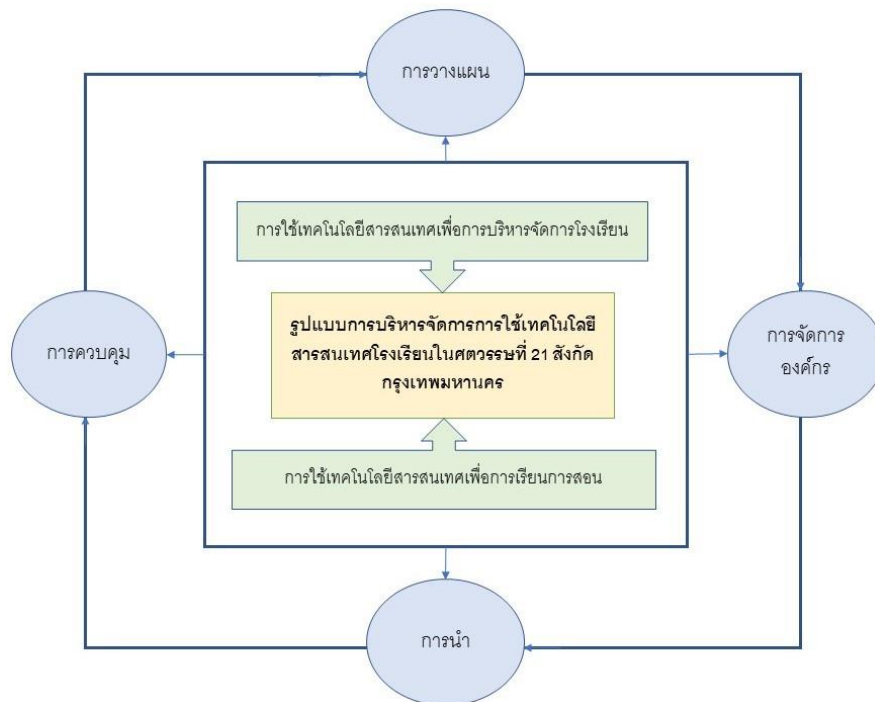 การวางแผน
การใช้เทคโนโลยีสารสนเทศเพื่อการบริหารจัดการโรงเรียน
รูปแบบการบริหารจัดการการใช้เทคโนโลยี
สารสนเทศโรงเรียนในศตวรรษที่ 21 สังกัด
กรุงเทพมหานคร
การควบคุม
การจัดการ
องค์กร
การใช้เทคโนโลยีสารสนเทศเพื่อการเรียนการสอน
การนำ